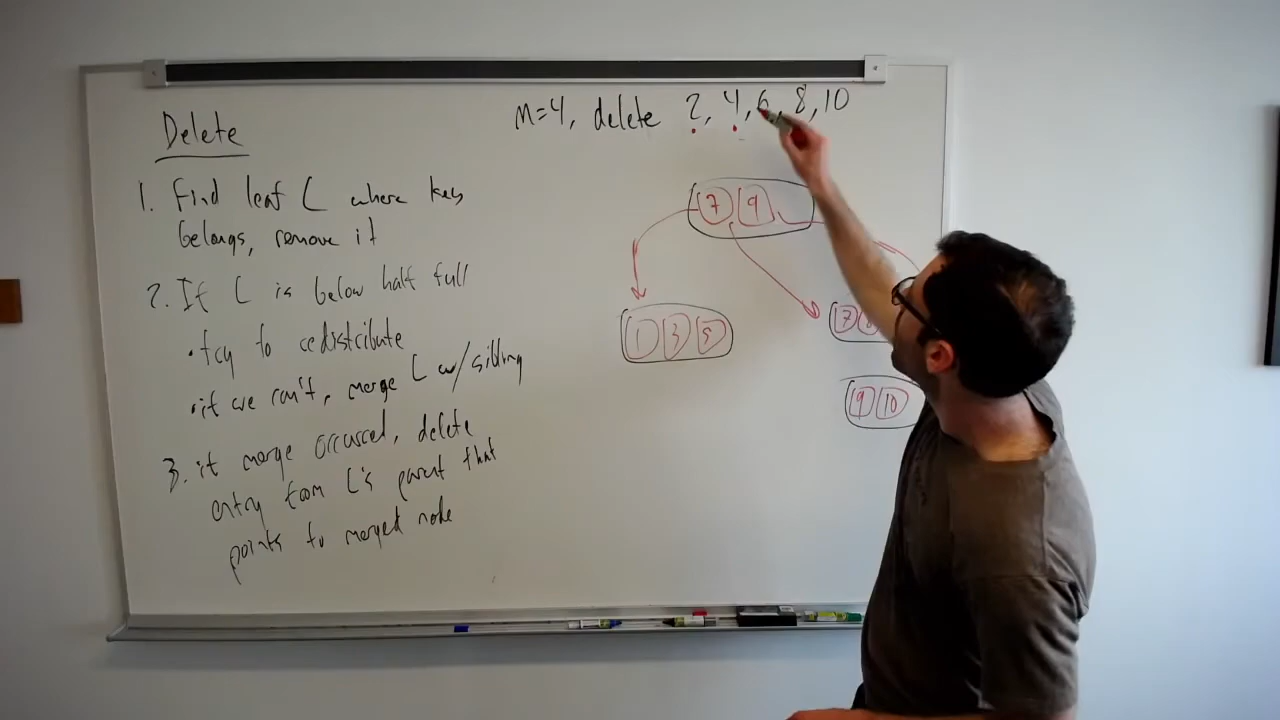 Delete
1. Find leaf L where key
belongs, remove it
2. If L is below half full
• try to redistribute
• if we can't, merge L w/ sibling
3. if merge occurred, delete
entry from L's parent that
points to merged node
M=4, delete 2, 4, 6, 8, 10
7 9
1 3 5
7 8
9 10